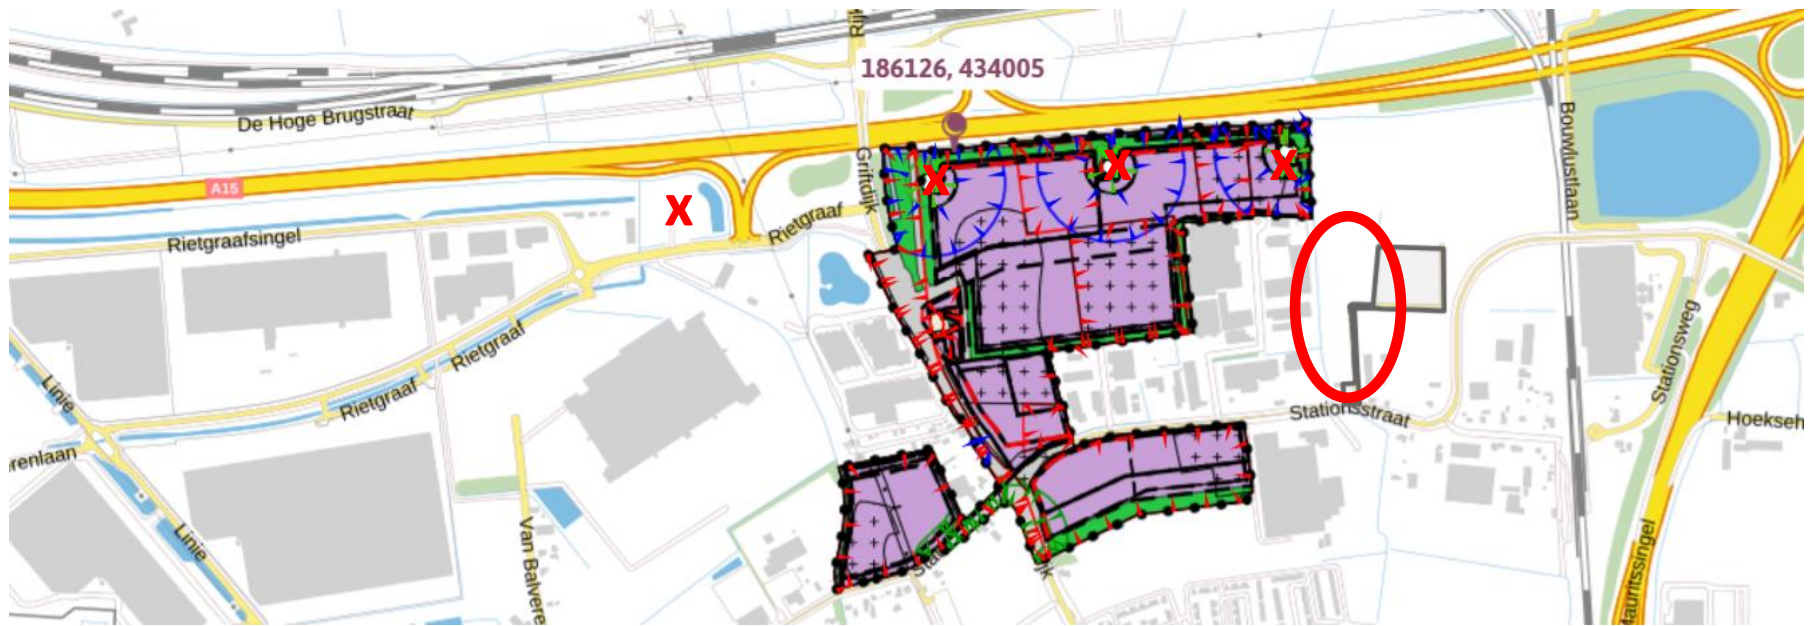 186126, 434005
De Hoge Brugstraat
A15
Grifidijk
Bouwlustlaan
Rietgraafsingel
Rietgraaf
X
X
X
X
Rietgraaf
Rietgraaf
Linie
Linie
renlaan
Van Balvere
Stationsstraat
Stationsweg
Hoekseh
Mauritssingel